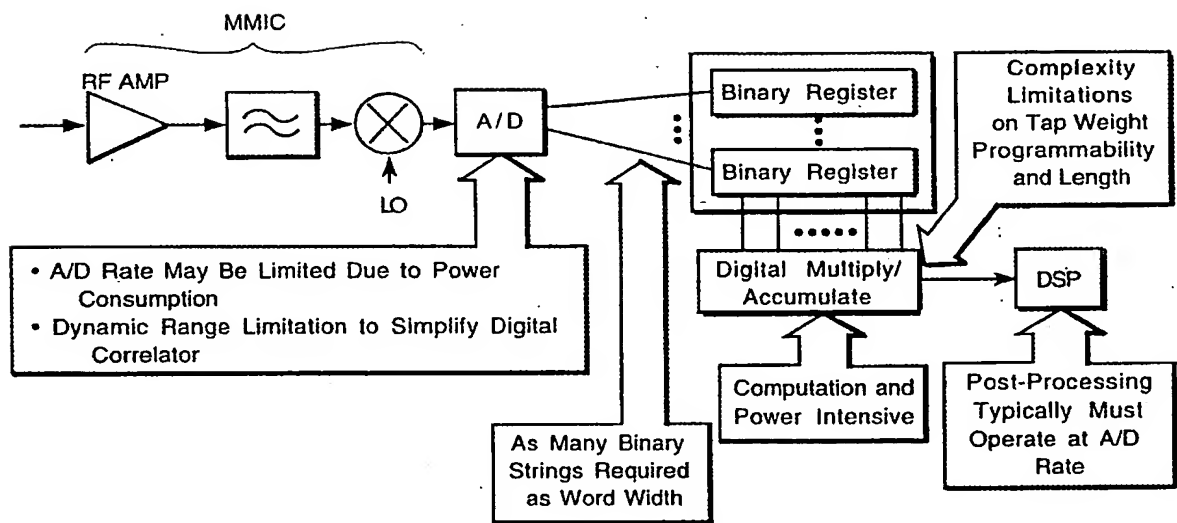 MMIC
RF AMP
LO
A/D
Binary Register
Binary Register
Complexity
Limitations
on Tap Weight
Programmability
and Length
• A/D Rate May Be Limited Due to Power
Consumption
• Dynamic Range Limitation to Simplify Digital
Correlator
Digital Multiply/
Accumulate
DSP
Computation and
Power Intensive
As Many Binary
Strings Required
as Word Width
Post-Processing
Typically Must
Operate at A/D
Rate